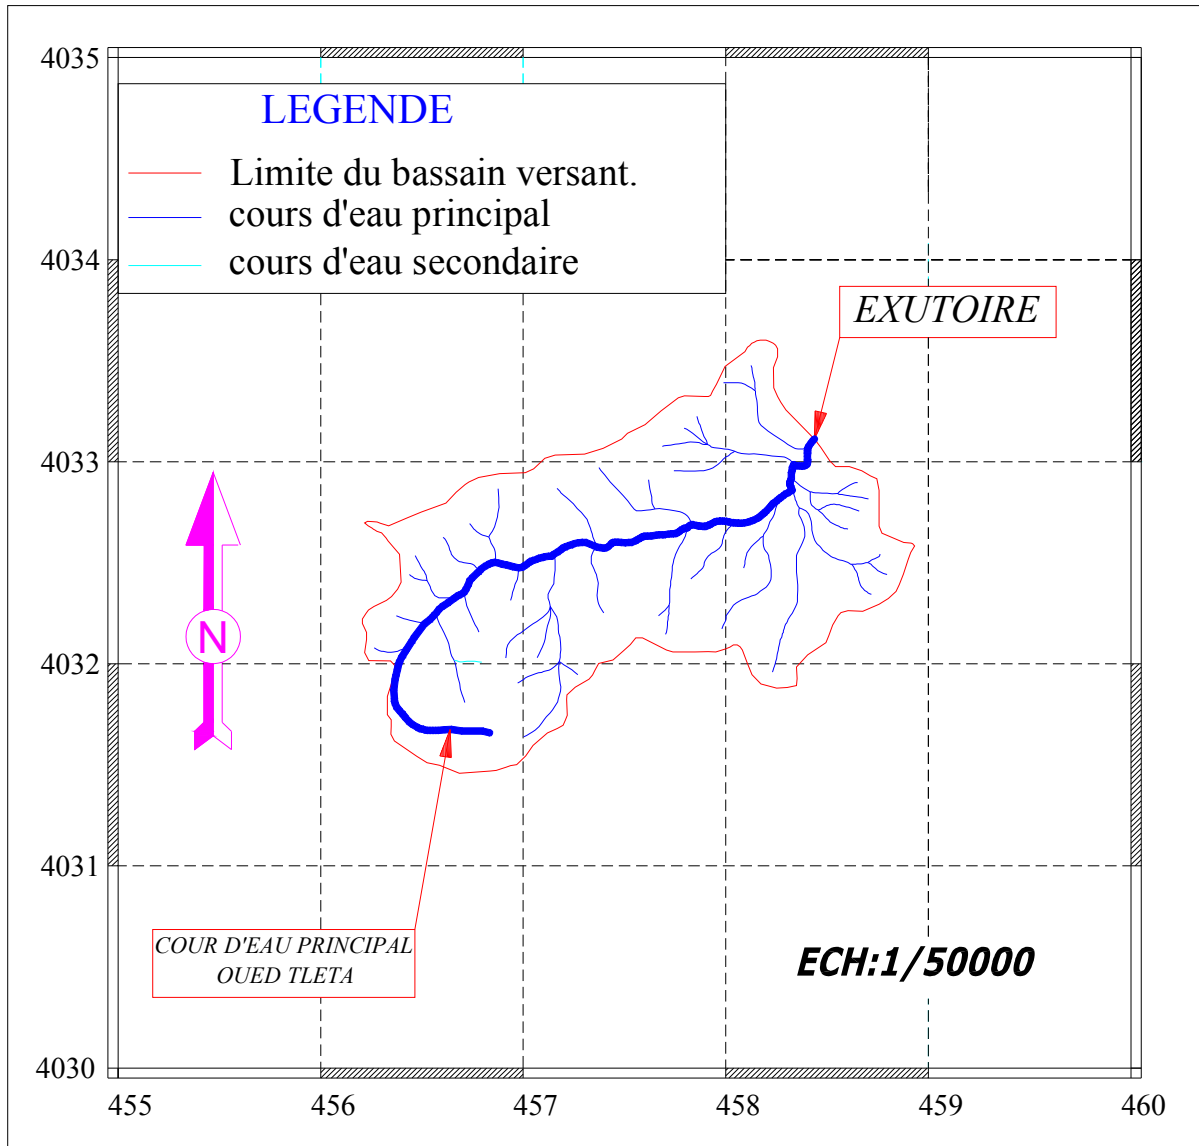 4035
LEGENDE
Limite du bassain versant.
cours d'eau principal
cours d'eau secondaire
4034
EXUTOIRE
4033
N
4032
4031
COUR D'EAU PRINCIPAL
OUED TLETA
ECH:1/50000
4030
455 456 457 458 459 460